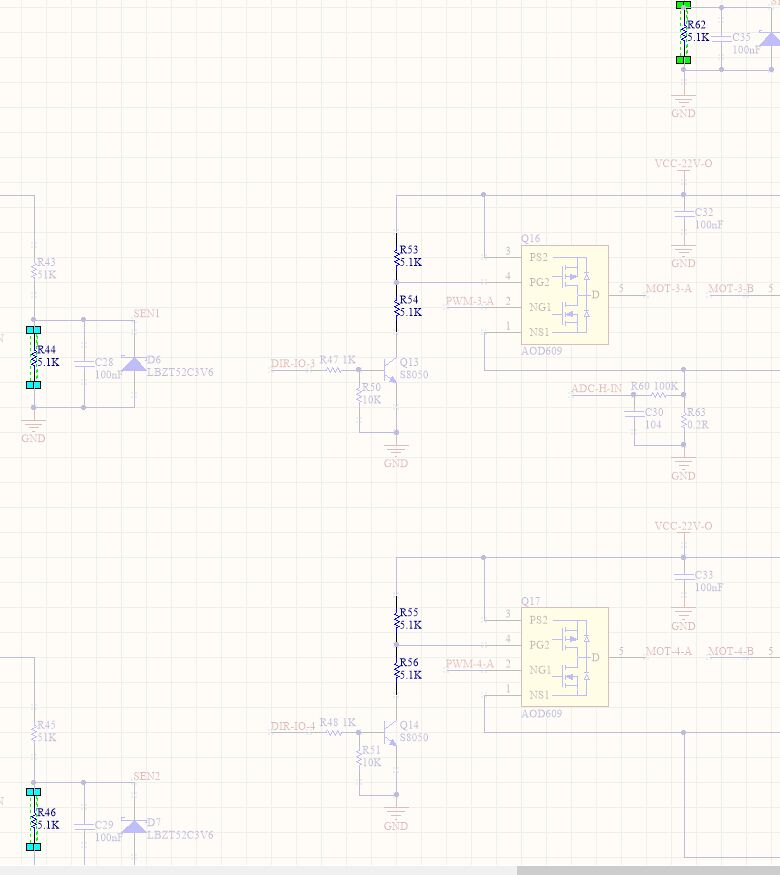 R62
5.1K
C35
100nF
GND
VCC-22V-O
C32
100nF
GND
R43
51K
R53
5.1K
R54
5.1K
Q16
3 PS2
4 PG2
PWM-3-A 2 NG1
1 NS1
D
5 MOT-3-A
MOT-3-B 5
AOD609
SEN1
R44
5.1K
C28
100nF
D6
LBZT52C3V6
GND
DIR-IO-3
R47 1K
Q13
S8050
R50
10K
GND
ADC-H-IN
R60 100K
C30
104
R63
0.2R
GND
VCC-22V-O
C33
100nF
GND
R55
5.1K
R56
5.1K
Q17
3 PS2
4 PG2
PWM-4-A 2 NG1
1 NS1
D
5 MOT-4-A
MOT-4-B 5
AOD609
R45
51K
DIR-IO-4
R48 1K
Q14
S8050
R51
10K
GND
SEN2
R46
5.1K
C29
100nF
D7
LBZT52C3V6